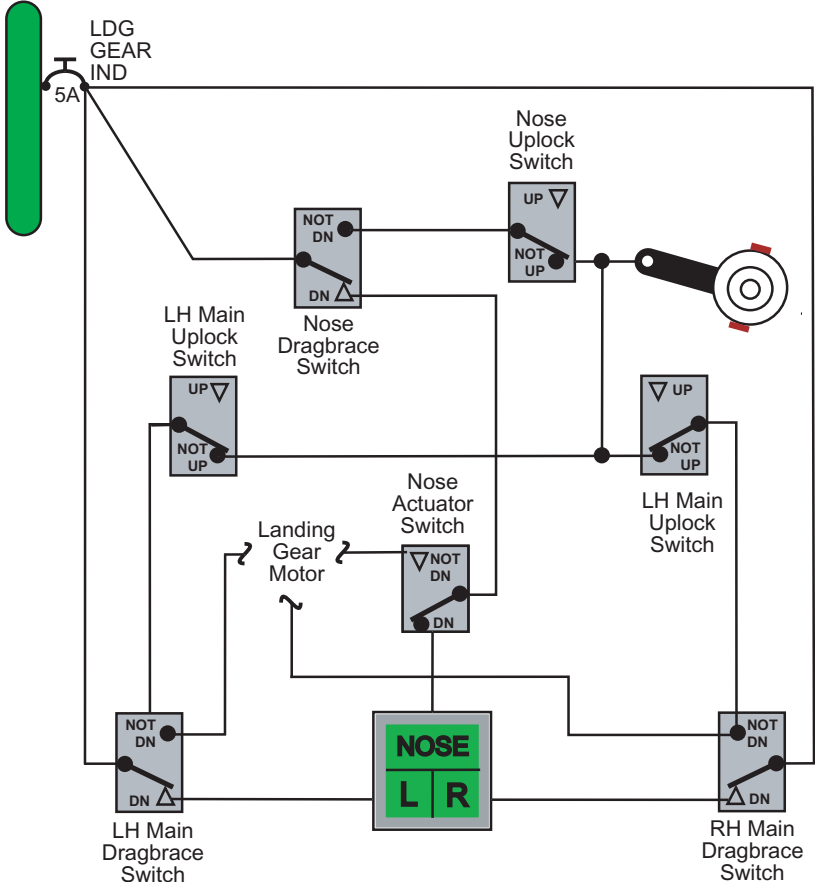 LDG
GEAR
IND
5A
Nose
Uplock
Switch
UP
NOT
UP
NOT
DN
DN
Nose
Dragbrace
Switch
LH Main
Uplock
Switch
UP
NOT
UP
UP
NOT
UP
LH Main
Uplock
Switch
Nose
Actuator
Switch
NOT
DN
DN
Landing
Gear
Motor
NOT
DN
DN
LH Main
Dragbrace
Switch
NOSE
L R
NOT
DN
DN
RH Main
Dragbrace
Switch